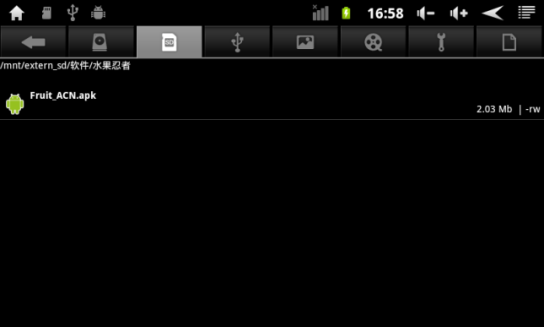 16:58
/mnt/extern_sd/软件/水果忍者
Fruit_ACN.apk
2.03 Mb | -rw